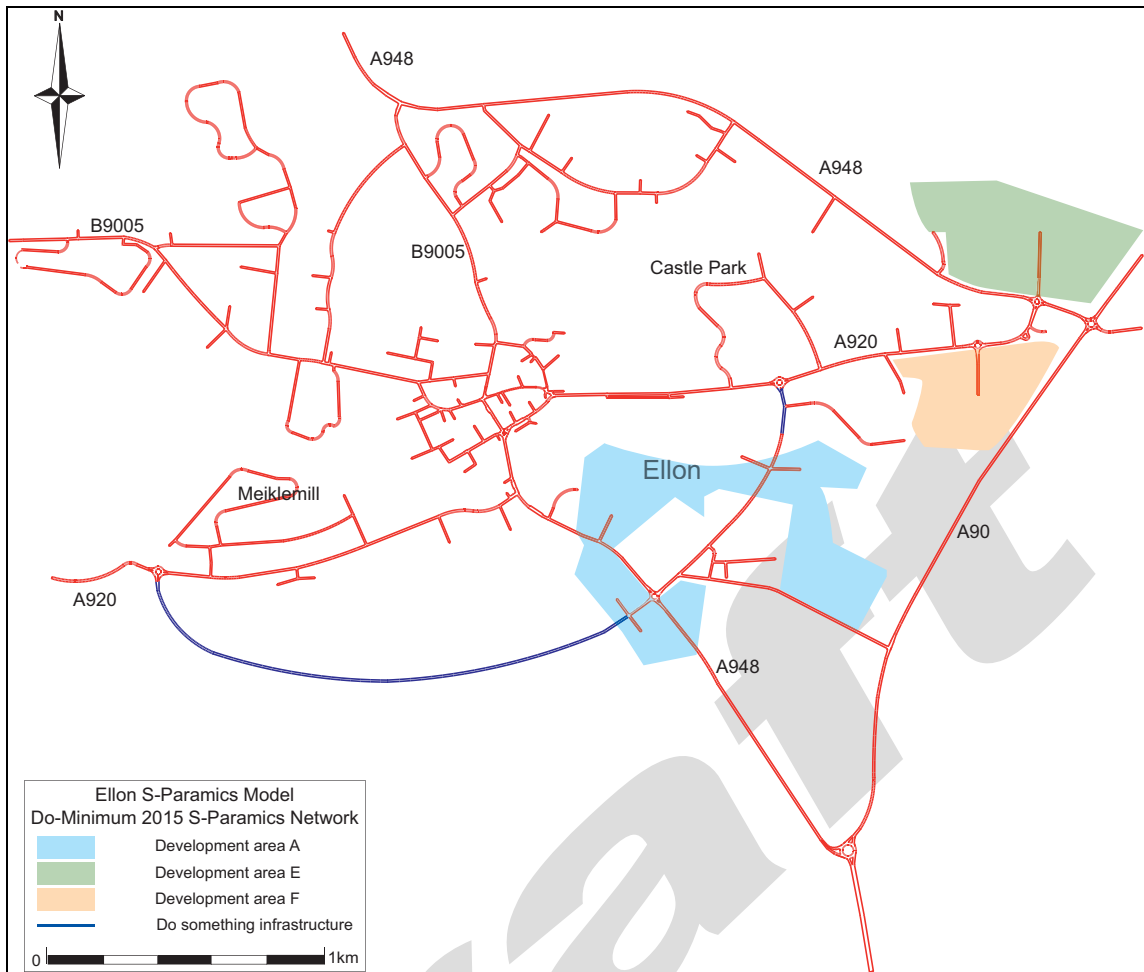 N
A948
A948
B9005
B9005
Castle Park
A920
Ellon
Meiklemill
A90
A920
A948
Ellon S-Paramics Model
Do-Minimum 2015 S-Paramics Network
Development area A
Development area E
Development area F
Do something infrastructure
0 1km